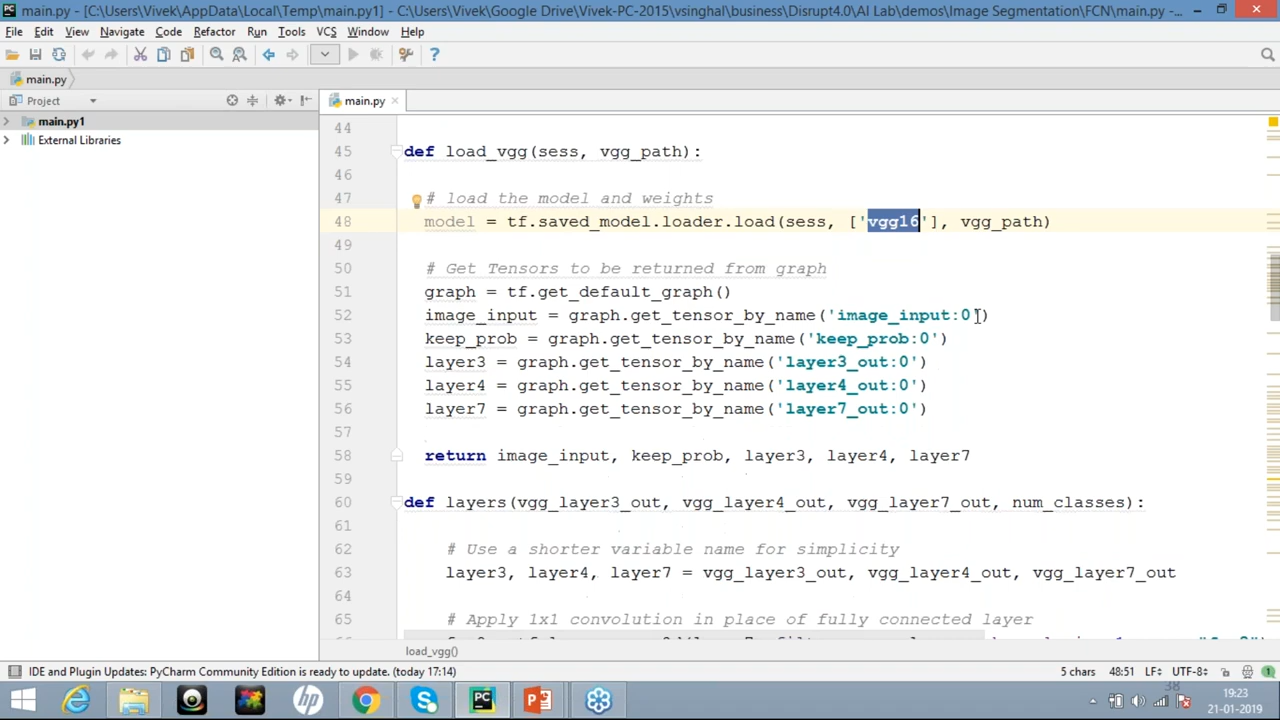 main.py - [C:\Users\Vivek\AppData\Local\Temp\main.py1] - C:\Users\Vivek\Google Drive\Vivek-PC-2015\vsinghal\business\Disrupt4.0\AI Lab\demos\Image Segmentation\FCN\main.py - ...
File Edit View Navigate Code Refactor Run Tools VCS Window Help
main.py
Project
main.py
main.py1
External Libraries
44
45 def load_vgg(sess, vgg_path):
46
47 # load the model and weights
48 model = tf.saved_model.loader.load(sess, ['vgg16'], vgg_path)
49
50 # Get Tensors to be returned from graph
51 graph = tf.get_default_graph()
52 image_input = graph.get_tensor_by_name('image_input:0')
53 keep_prob = graph.get_tensor_by_name('keep_prob:0')
54 layer3 = graph.get_tensor_by_name('layer3_out:0')
55 layer4 = graph.get_tensor_by_name('layer4_out:0')
56 layer7 = graph.get_tensor_by_name('layer7_out:0')
57
58 return image_input, keep_prob, layer3, layer4, layer7
59
60 def layers(vgg_layer3_out, vgg_layer4_out, vgg_layer7_out, num_classes):
61
62 # Use a shorter variable name for simplicity
63 layer3, layer4, layer7 = vgg_layer3_out, vgg_layer4_out, vgg_layer7_out
64
65 # Apply 1x1 convolution in place of fully connected layer
load_vgg()
IDE and Plugin Updates: PyCharm Community Edition is ready to update. (today 17:14)
5 chars 48:51 LF÷ UTF-8÷ 1
38
19:23
21-01-2019